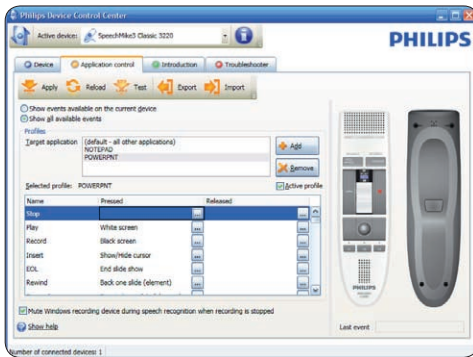 Philips Device Control Center
Active device: SpeechMike3 Classic 3220
PHILIPS
Device Application control Introduction Troubleshooter
Apply Reload Test Export Import
Show events available on the current device
Show all available events
Profiles
Target application (default - all other applications)
NOTEPAD
POWERPNT
Add
Remove
Selected profile: POWERPNT Active profile
Name Pressed Released
Stop ... ...
Play White screen ... ...
Record Black screen ... ...
Insert Show/Hide cursor ... ...
EOL End slide show ... ...
Rewind Back one slide (element) ... ...
PHILIPS
Mute Windows recording device during speech recognition when recording is stopped
Show help
Last event
Number of connected devices: 1